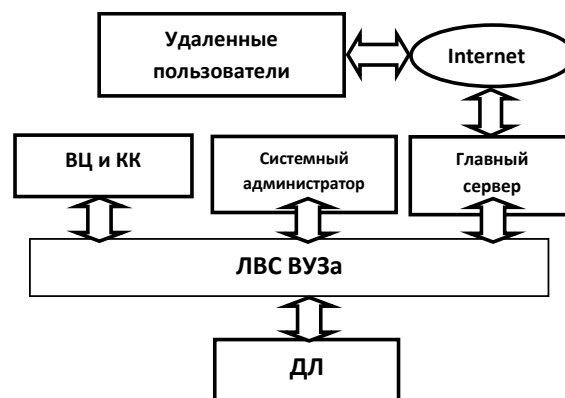 Удаленные
пользователи
Internet
ВЦ и КК
Системный
администратор
Главный
сервер
ЛВС ВУЗа
ДЛ